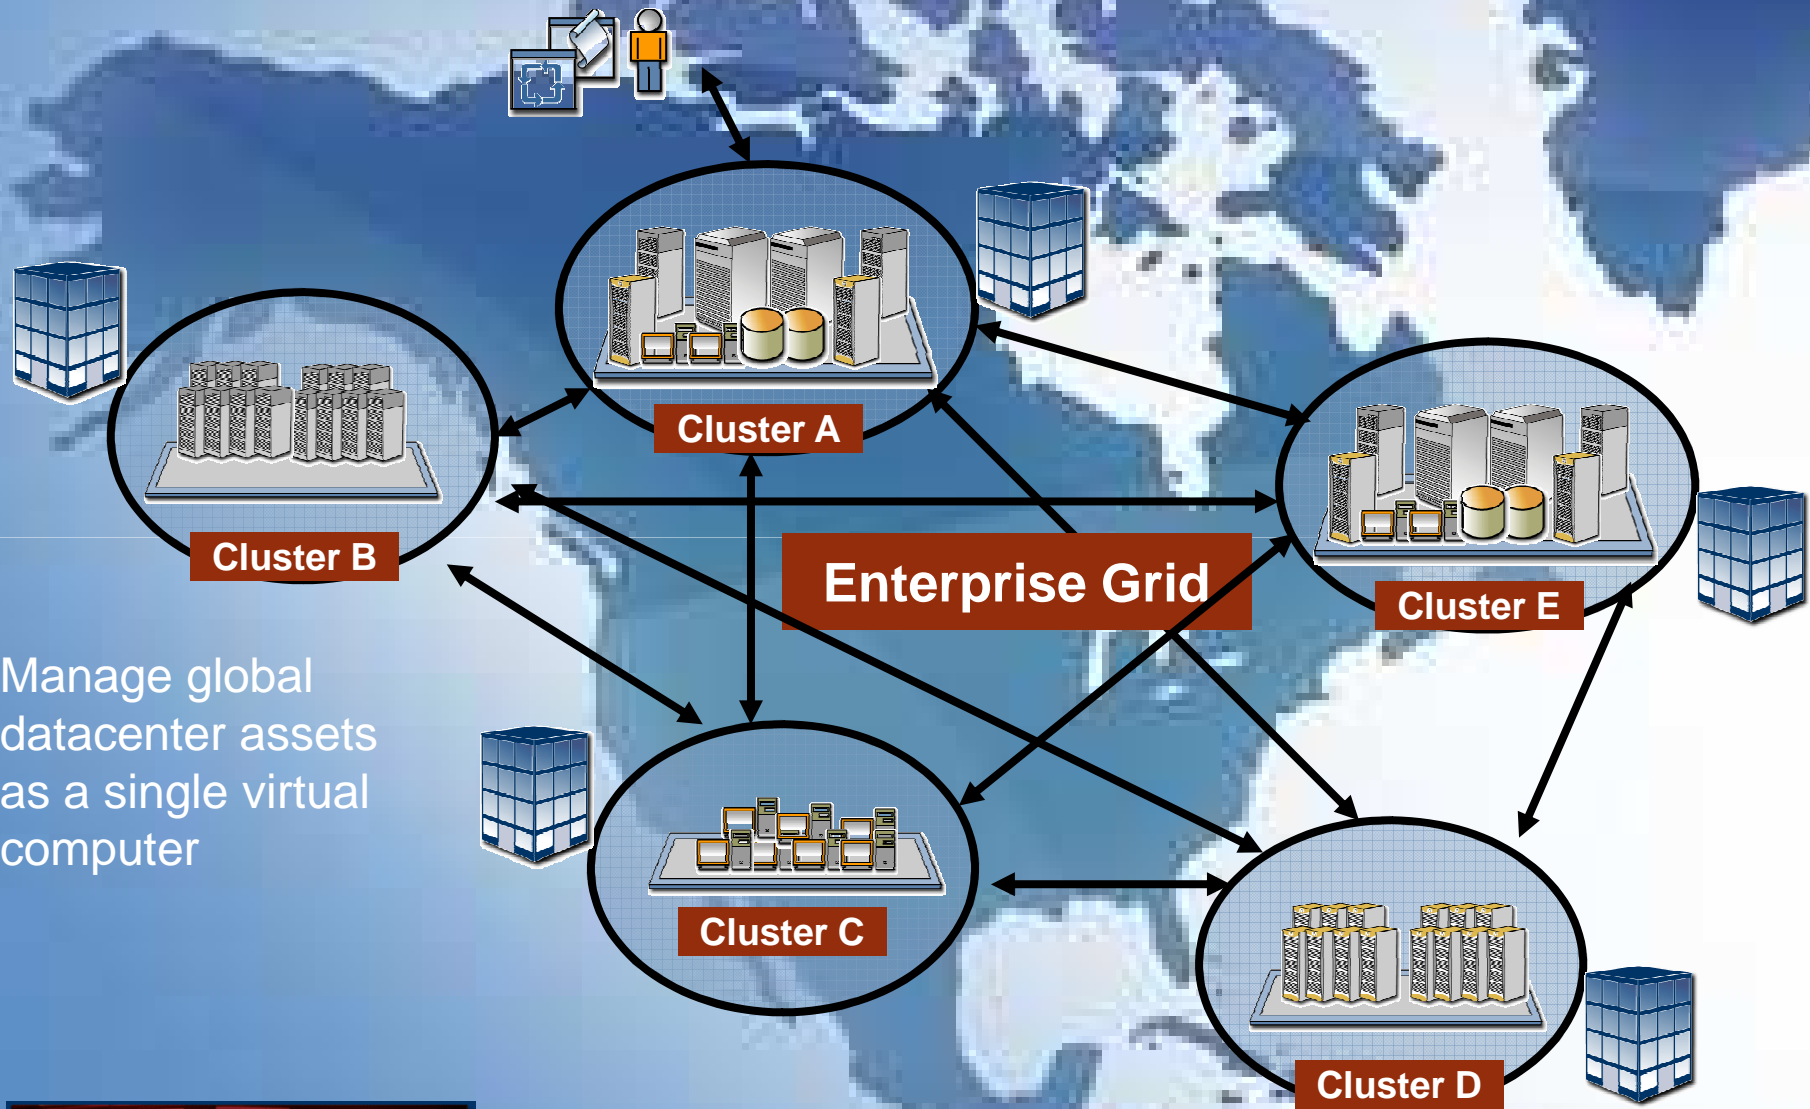 Cluster A
Cluster B
Enterprise Grid
Cluster E
Manage global
datacenter assets
as a single virtual
computer
Cluster C
Cluster D